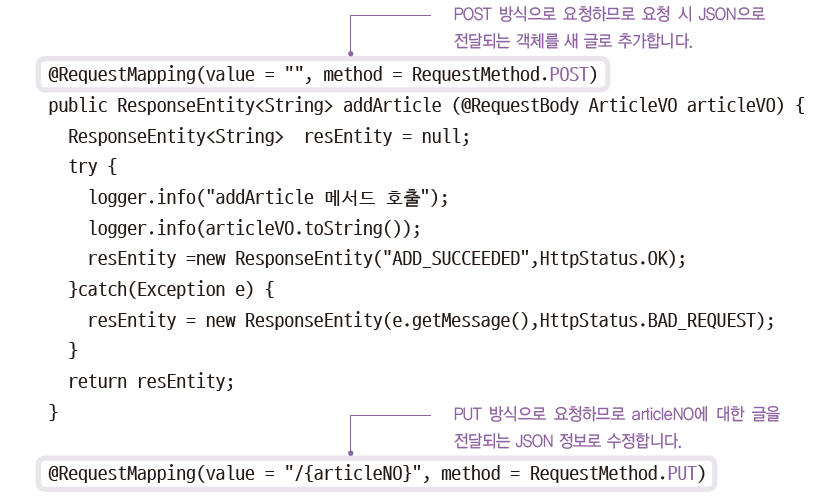 POST 방식으로 요청하므로 요청 시 JSON으로
전달되는 객체를 새 글로 추가합니다.
@RequestMapping(value = "", method = RequestMethod.POST)
public ResponseEntity<String> addArticle (@RequestBody ArticleVO articleVO) {
  ResponseEntity<String>  resEntity = null;
  try {
    logger.info("addArticle 메서드 호출");
    logger.info(articleVO.toString());
    resEntity =new ResponseEntity("ADD_SUCCEEDED",HttpStatus.OK);
  }catch(Exception e) {
    resEntity = new ResponseEntity(e.getMessage(),HttpStatus.BAD_REQUEST);
  }
  return resEntity;
}
PUT 방식으로 요청하므로 articleNO에 대한 글을
전달되는 JSON 정보로 수정합니다.
@RequestMapping(value = "/{articleNO}", method = RequestMethod.PUT)